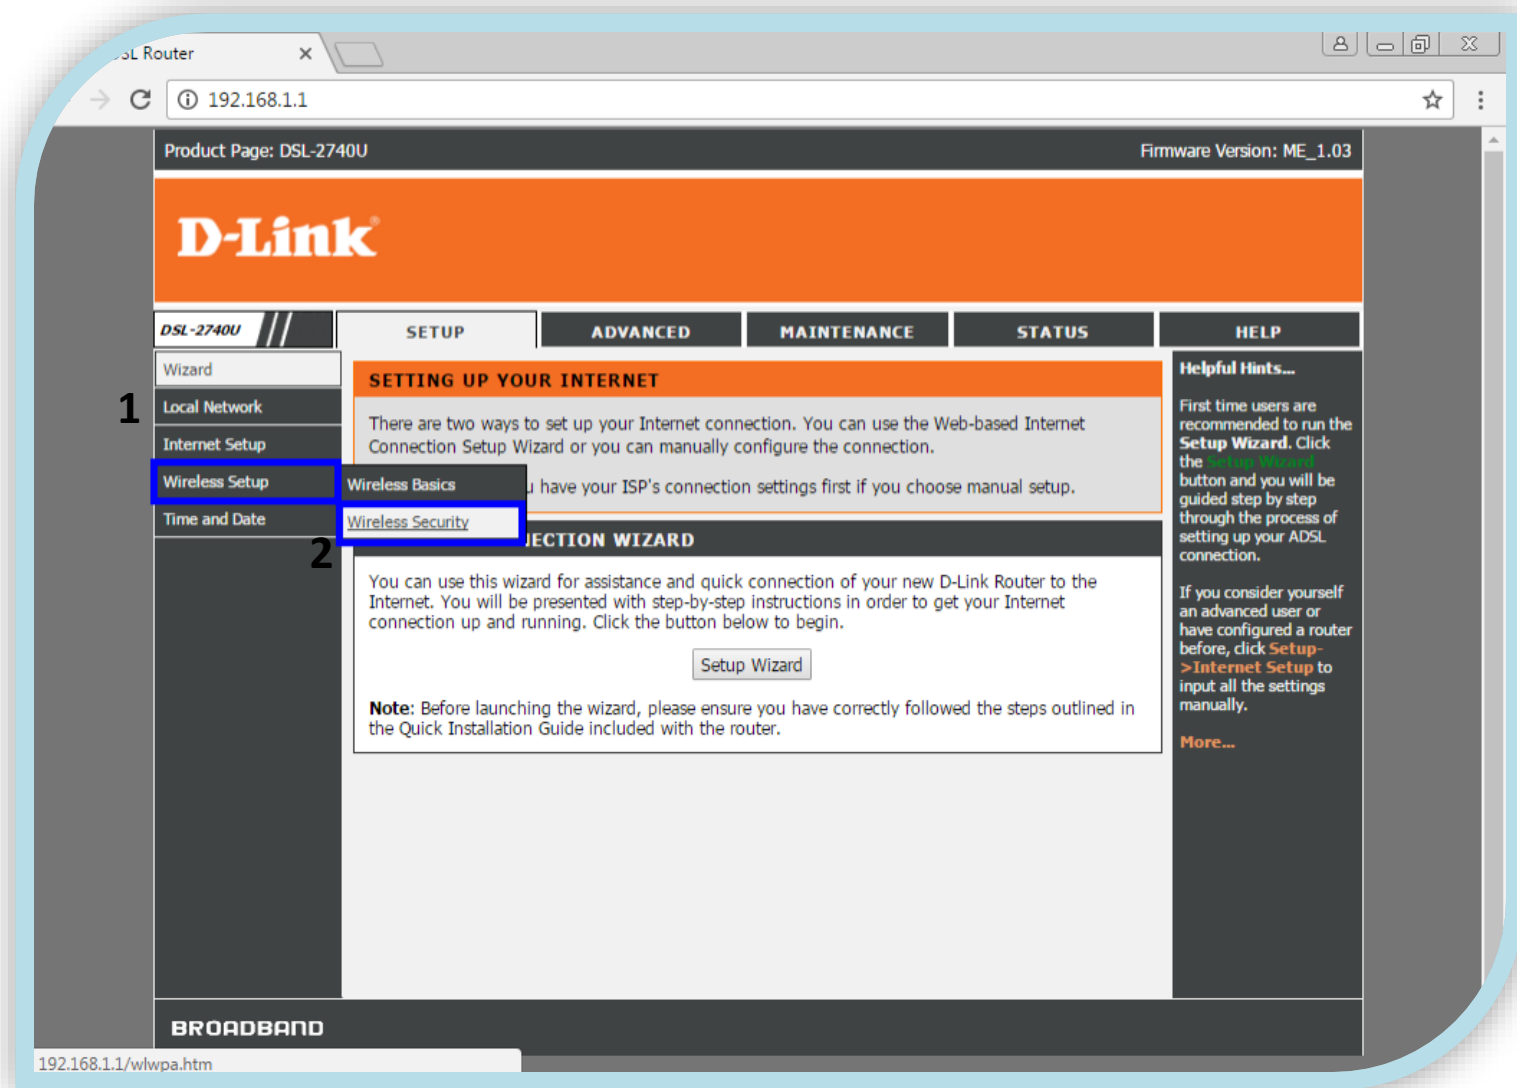 SL Router
192.168.1.1
Product Page: DSL-2740U
Firmware Version: ME_1.03
D-Link®
DSL-2740U
SETUP
ADVANCED
MAINTENANCE
STATUS
HELP
Wizard
1
Local Network
Internet Setup
Wireless Setup
Time and Date
Wireless Basics
Wireless Security
2
SETTING UP YOUR INTERNET
There are two ways to set up your Internet connection. You can use the Web-based Internet
Connection Setup Wizard or you can manually configure the connection.
have your ISP's connection settings first if you choose manual setup.
ECTION WIZARD
You can use this wizard for assistance and quick connection of your new D-Link Router to the
Internet. You will be presented with step-by-step instructions in order to get your Internet
connection up and running. Click the button below to begin.
Setup Wizard
Note: Before launching the wizard, please ensure you have correctly followed the steps outlined in
the Quick Installation Guide included with the router.
Helpful Hints...
First time users are
recommended to run the
Setup Wizard. Click
the Setup Wizard
button and you will be
guided step by step
through the process of
setting up your ADSL
connection.
If you consider yourself
an advanced user or
have configured a router
before, click Setup-
>Internet Setup to
input all the settings
manually.
More...
BROADBAND
192.168.1.1/wlwpa.htm